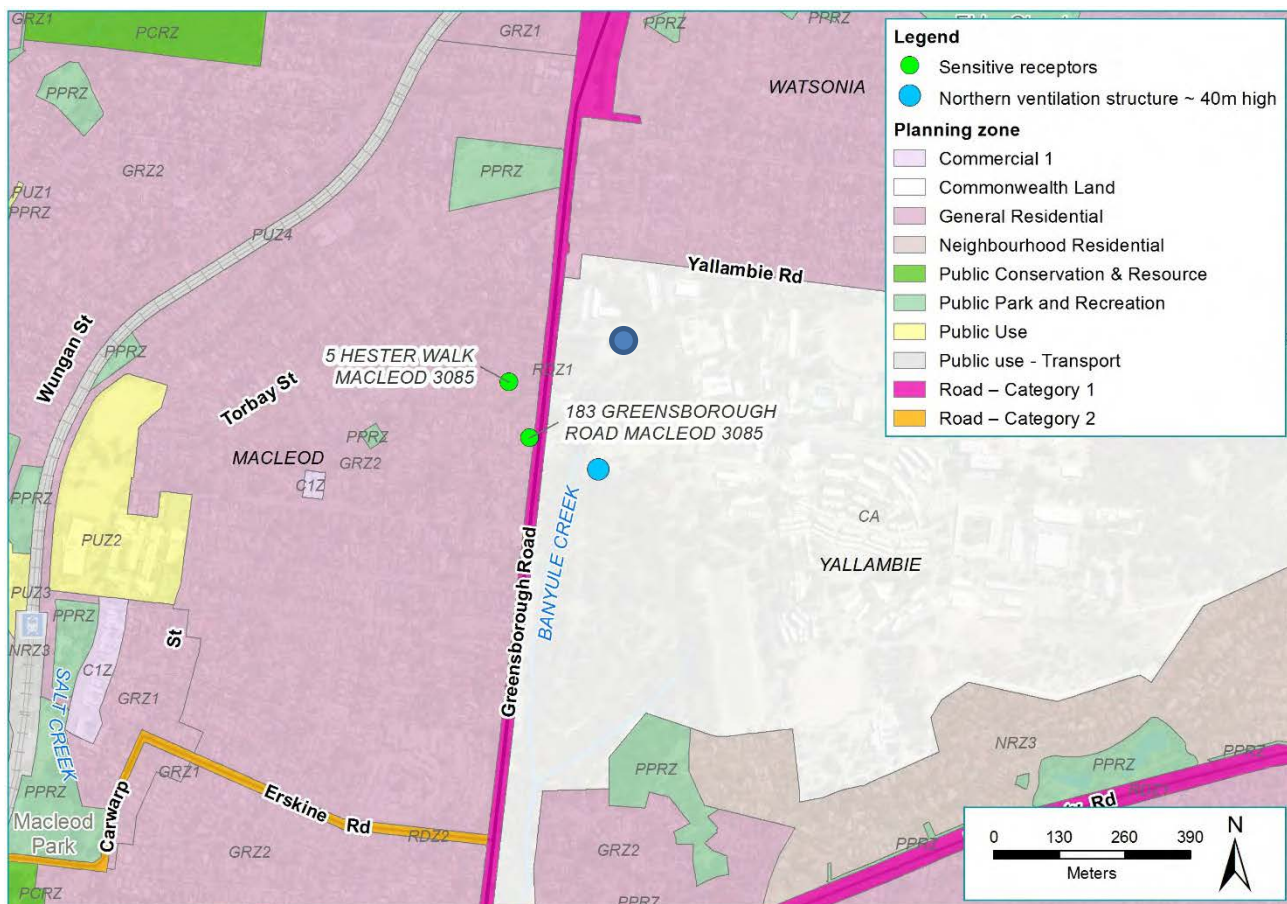 GRZ1
PCRZ
GRZ1
PPRZ
PPRZ
WATSONIA
PPRZ
GRZ2
PPRZ
PUZ1
PPRZ
PUZ4
Yallambie Rd
Wungan St
PPRZ
5 HESTER WALK
MACLEOD 3085
RDZ1
Torbay St
183 GREENSBOROUGH
ROAD MACLEOD 3085
PPRZ
MACLEOD
GRZ2
C1Z
PPRZ
PUZ2
CA
YALLAMBIE
Greensborough Road
BANYULE CREEK
PUZ3
PPRZ
NRZ3
St
C1Z
SALT CREEK
GRZ1
GRZ1
PPRZ
Carwarp
Erskine Rd
RDZ2
Macleod
Park
GRZ2
PCRZ
PPRZ
NRZ3
PPRZ
PPRZ
Rd
GRZ2
PPRZ
PPRZ
Legend
Sensitive receptors
Northern ventilation structure ~ 40m high
Planning zone
Commercial 1
Commonwealth Land
General Residential
Neighbourhood Residential
Public Conservation & Resource
Public Park and Recreation
Public Use
Public use - Transport
Road – Category 1
Road – Category 2
0 130 260 390
Meters
N